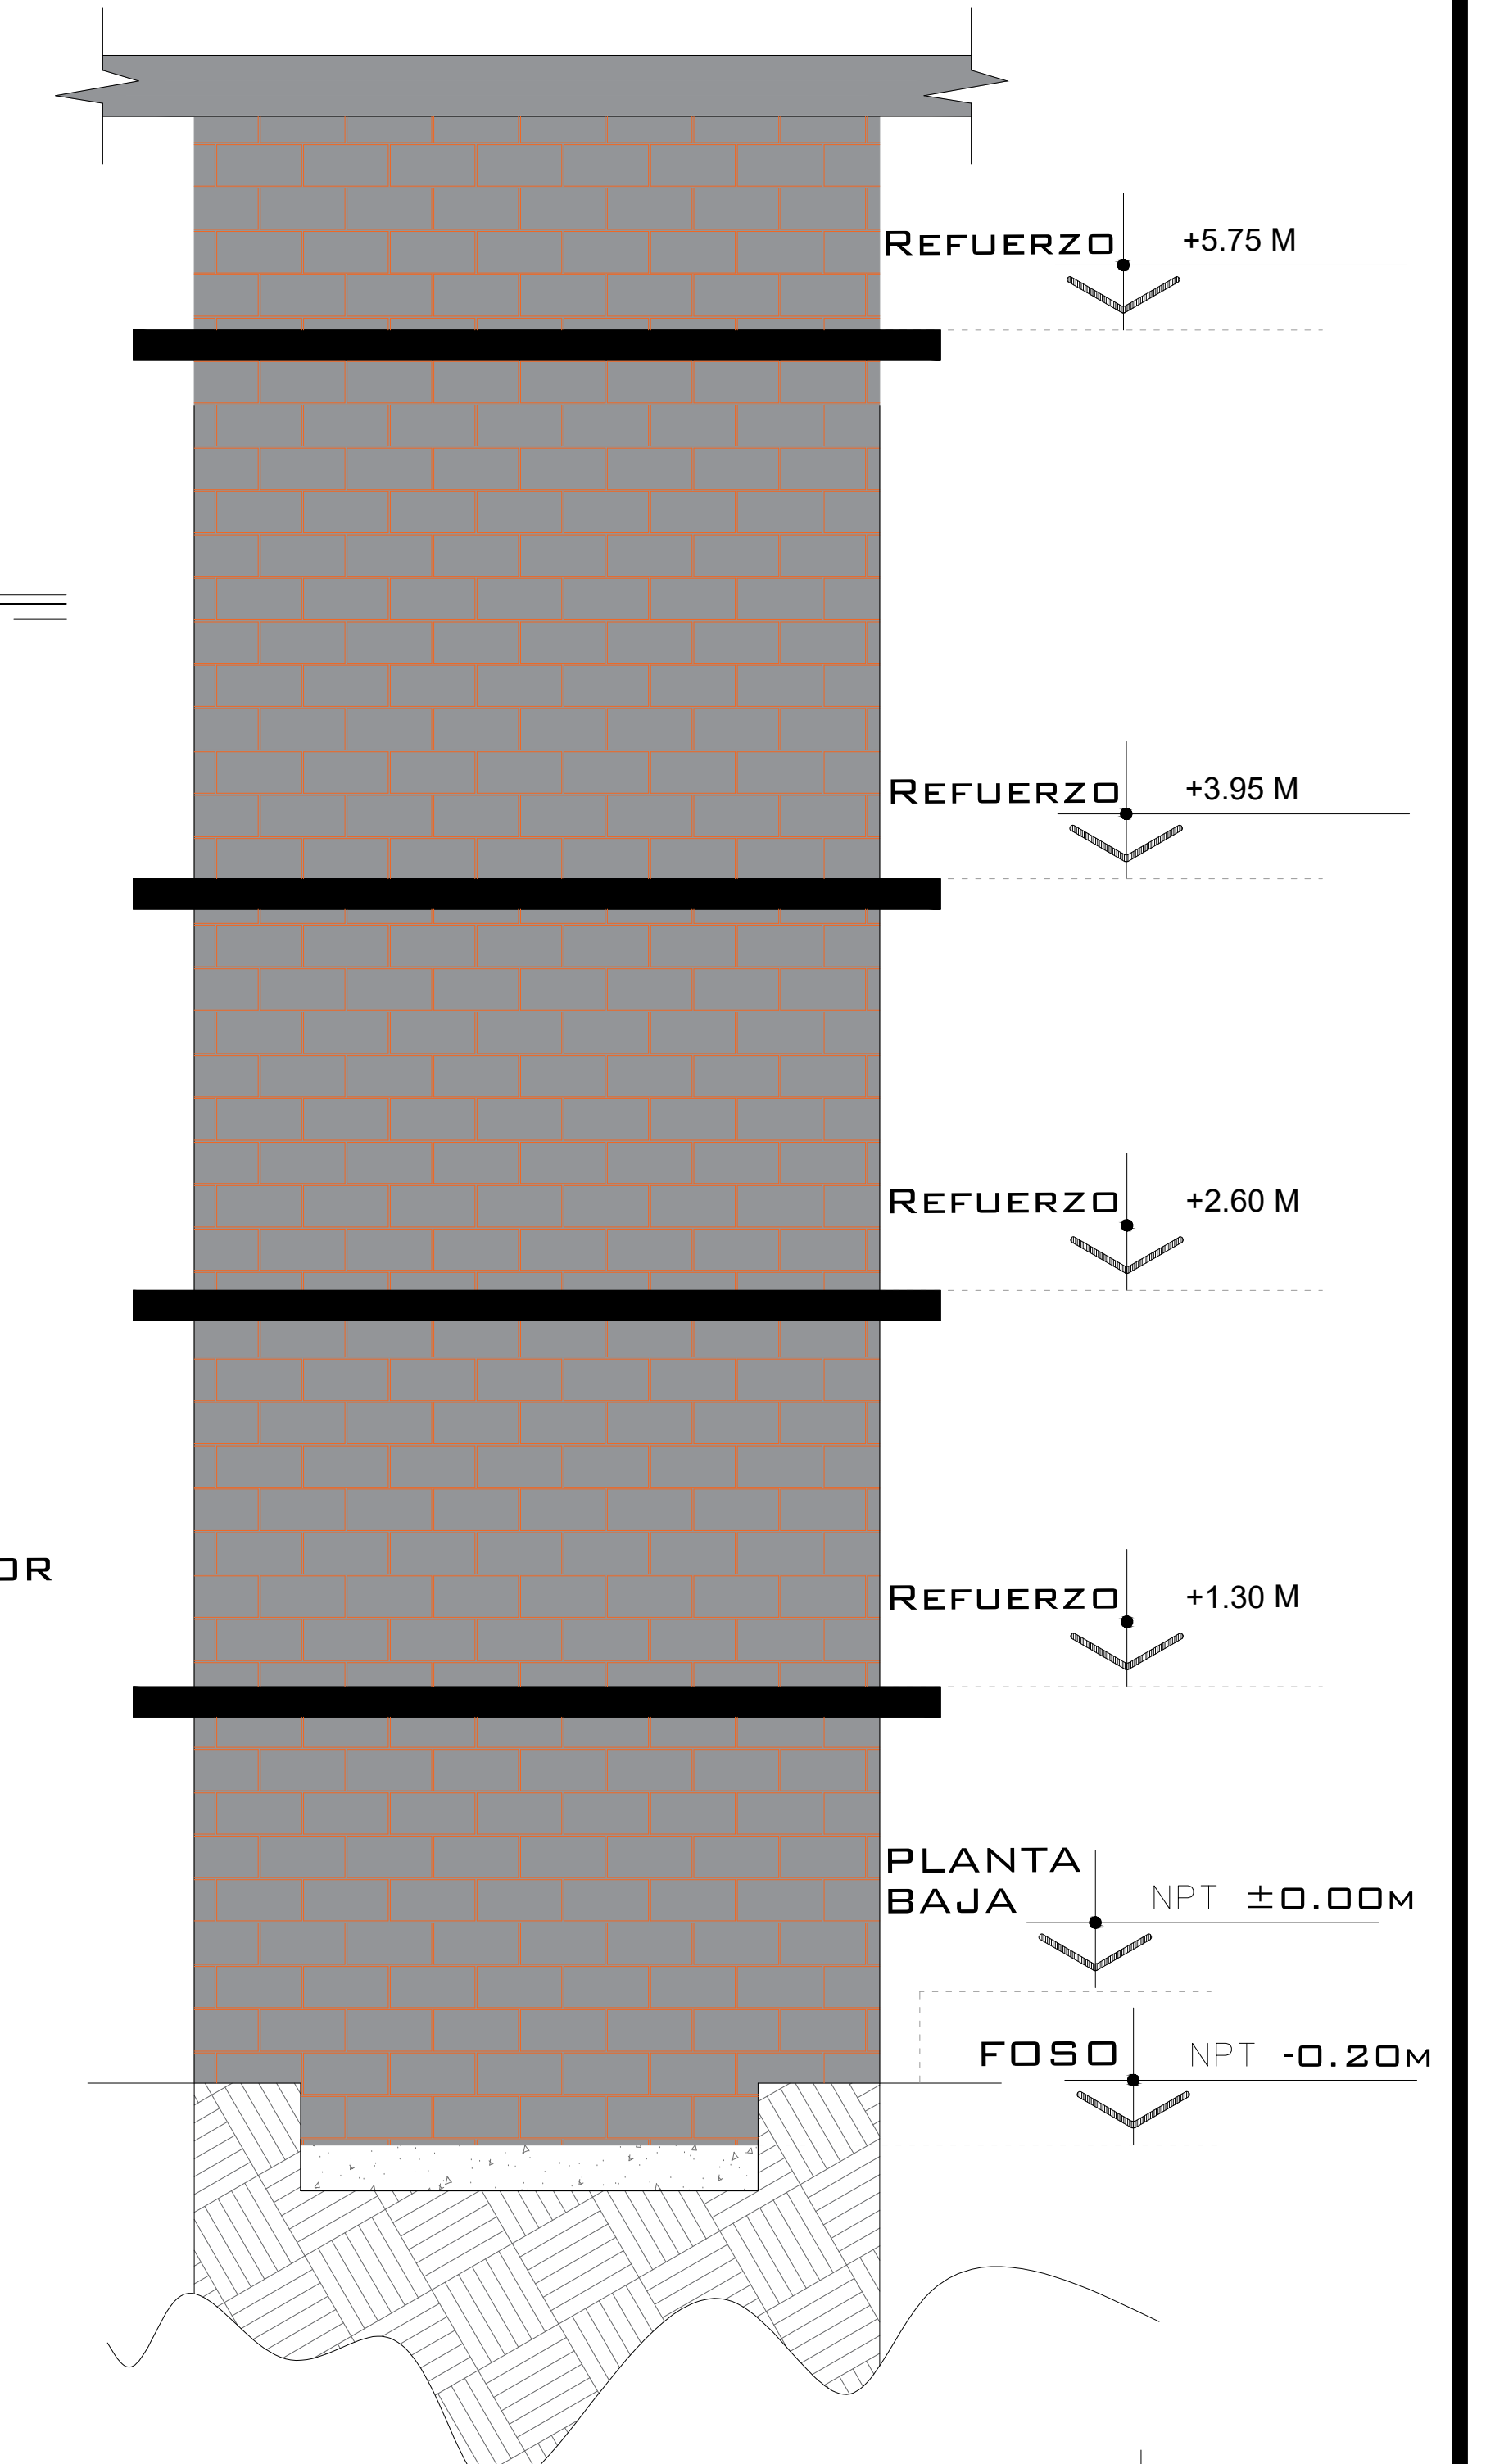 REFUERZO +5.75 M
REFUERZO +3.95 M
REFUERZO +2.60 M
REFUERZO +1.30 M
OR
PLANTA
BAJA NPT ±0.00M
FOSO NPT -0.20M